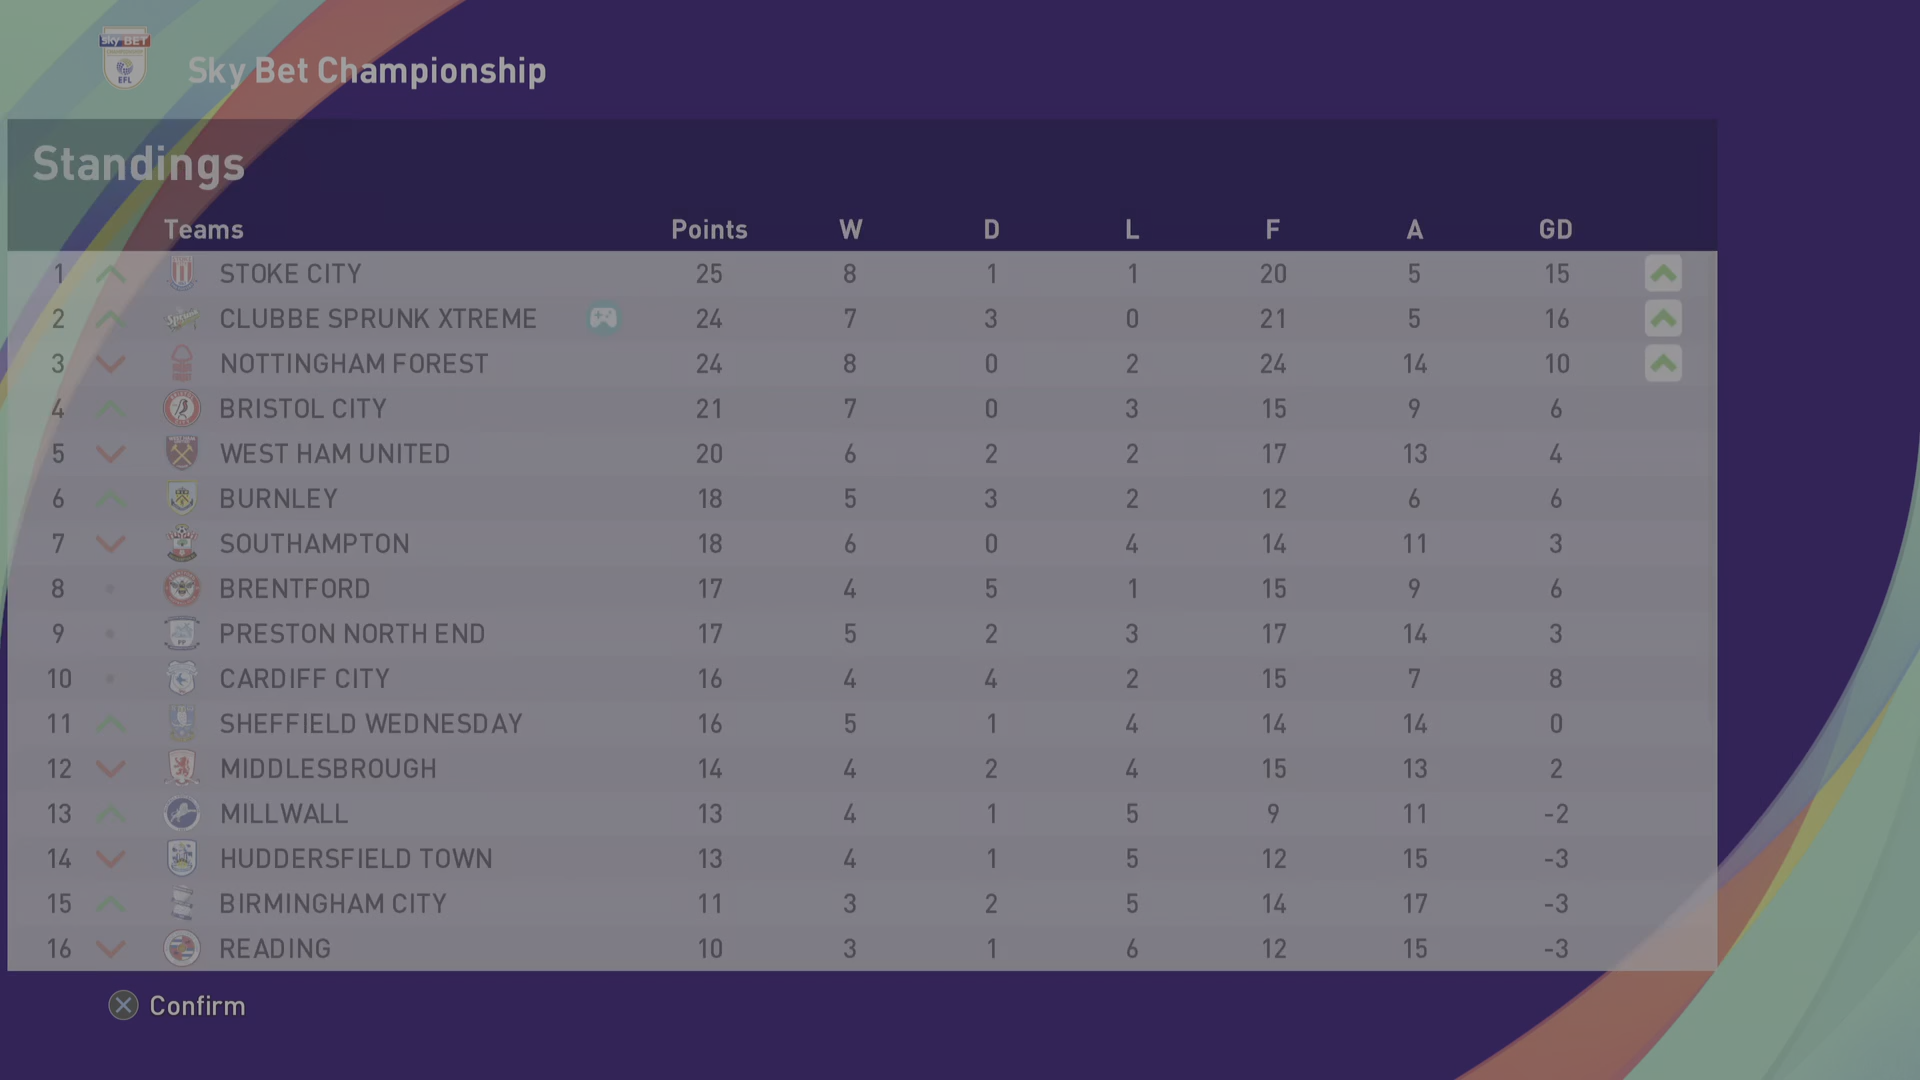 sky BET
EFL
Sky Bet Championship
Standings
Teams Points W D L F A GD
1 STOKE CITY 25 8 1 1 20 5 15
2 Sprunk CLUBBE SPRUNK XTREME 24 7 3 0 21 5 16
3 NOTTINGHAM FOREST 24 8 0 2 24 14 10
4 BRISTOL CITY 21 7 0 3 15 9 6
5 WEST HAM UNITED 20 6 2 2 17 13 4
6 BURNLEY 18 5 3 2 12 6 6
7 SOUTHAMPTON 18 6 0 4 14 11 3
8 BRENTFORD 17 4 5 1 15 9 6
9 PRESTON NORTH END 17 5 2 3 17 14 3
10 CARDIFF CITY 16 4 4 2 15 7 8
11 SHEFFIELD WEDNESDAY 16 5 1 4 14 14 0
12 MIDDLESBROUGH 14 4 2 4 15 13 2
13 MILLWALL 13 4 1 5 9 11 -2
14 HUDDERSFIELD TOWN 13 4 1 5 12 15 -3
15 BIRMINGHAM CITY 11 3 2 5 14 17 -3
16 READING 10 3 1 6 12 15 -3
Confirm